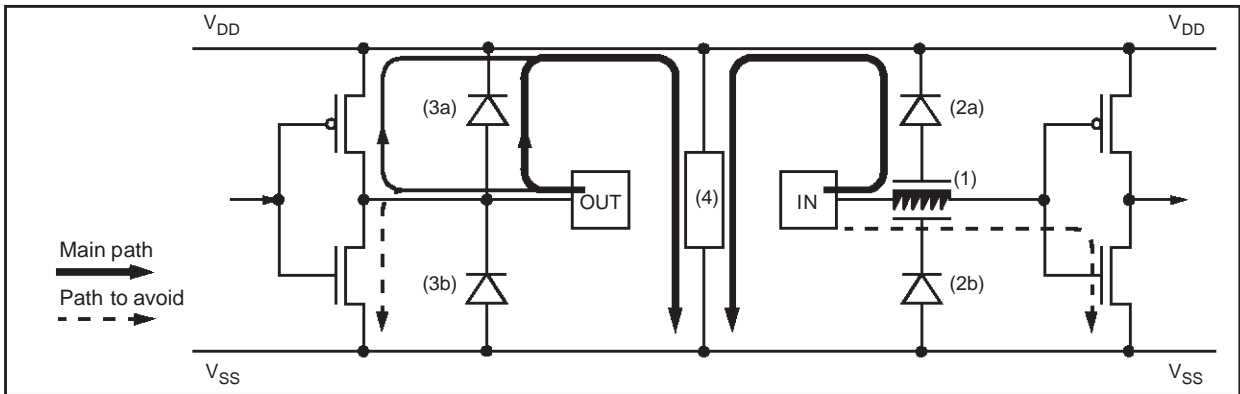 V_DD
V_DD
(3a)
(2a)
(1)
OUT
(4)
IN
Main path
Path to avoid
(3b)
(2b)
V_SS
V_SS